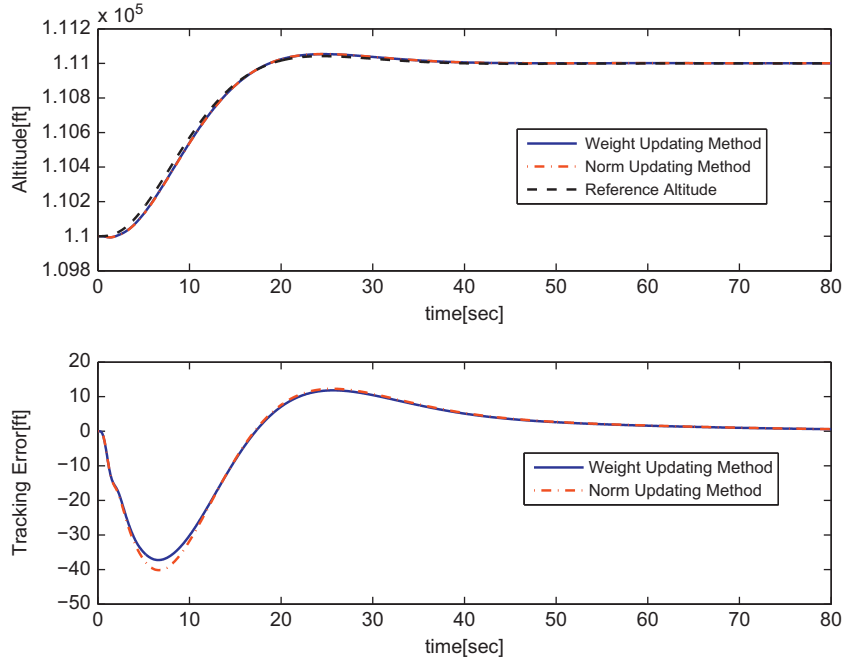 x 10⁵
1.112
1.11
1.108
1.106
1.104
1.102
1.1
1.098
Altitude[ft]
Weight Updating Method
Norm Updating Method
Reference Altitude
0 10 20 30 40 50 60 70 80
time[sec]
20
10
0
−10
−20
−30
−40
−50
Tracking Error[ft]
Weight Updating Method
Norm Updating Method
0 10 20 30 40 50 60 70 80
time[sec]